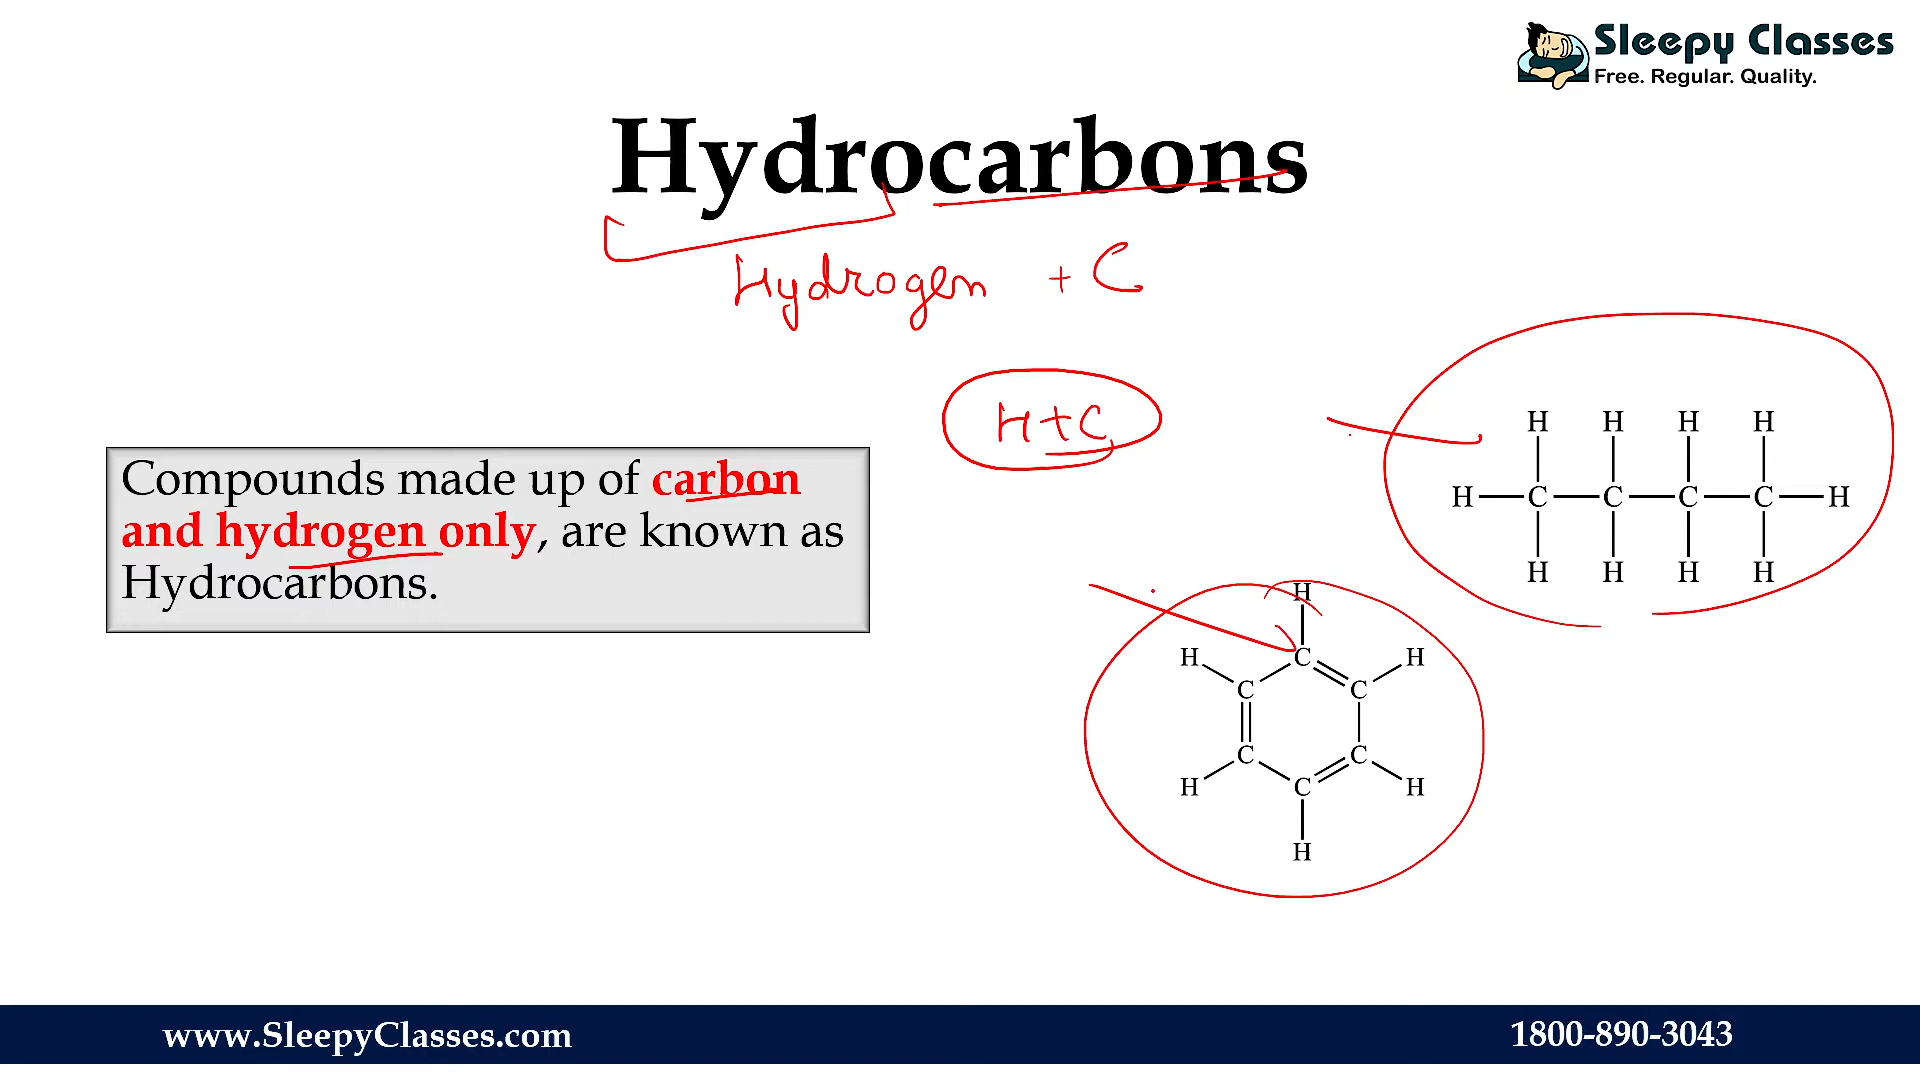 Sleepy Classes
Free. Regular. Quality.
Hydrocarbons
Hydrogen + C
H+C
Compounds made up of carbon
and hydrogen only, are known as
Hydrocarbons.
H H H H
H C C C C H
H H H H
H
H C H
C C
C C
H C H
H
www.SleepyClasses.com
1800-890-3043